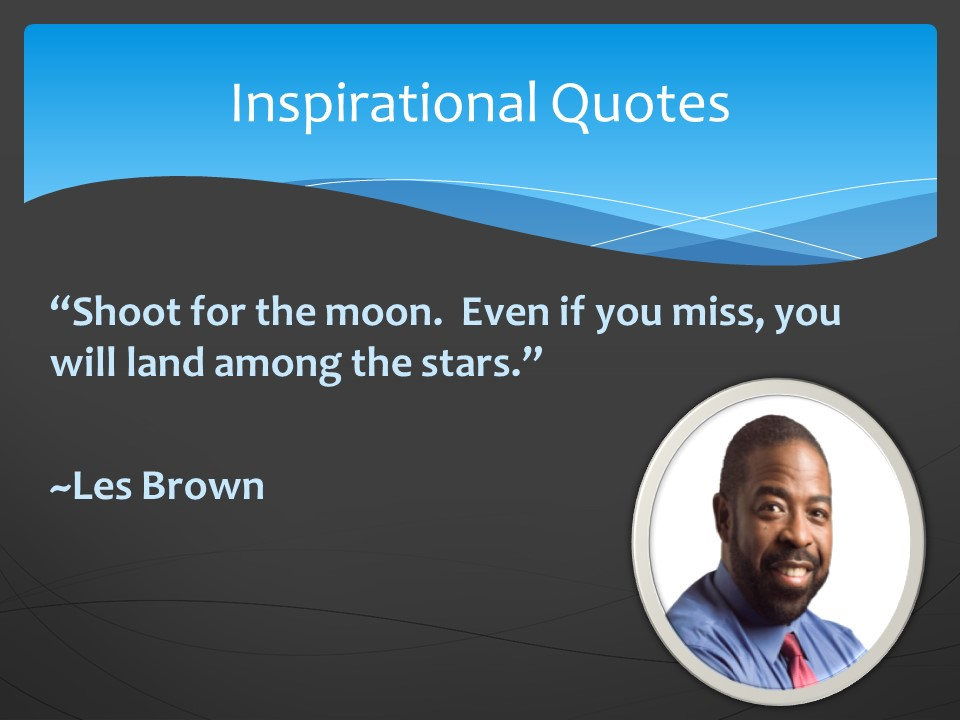 Inspirational Quotes
“Shoot for the moon.  Even if you miss, you
will land among the stars.”
~Les Brown